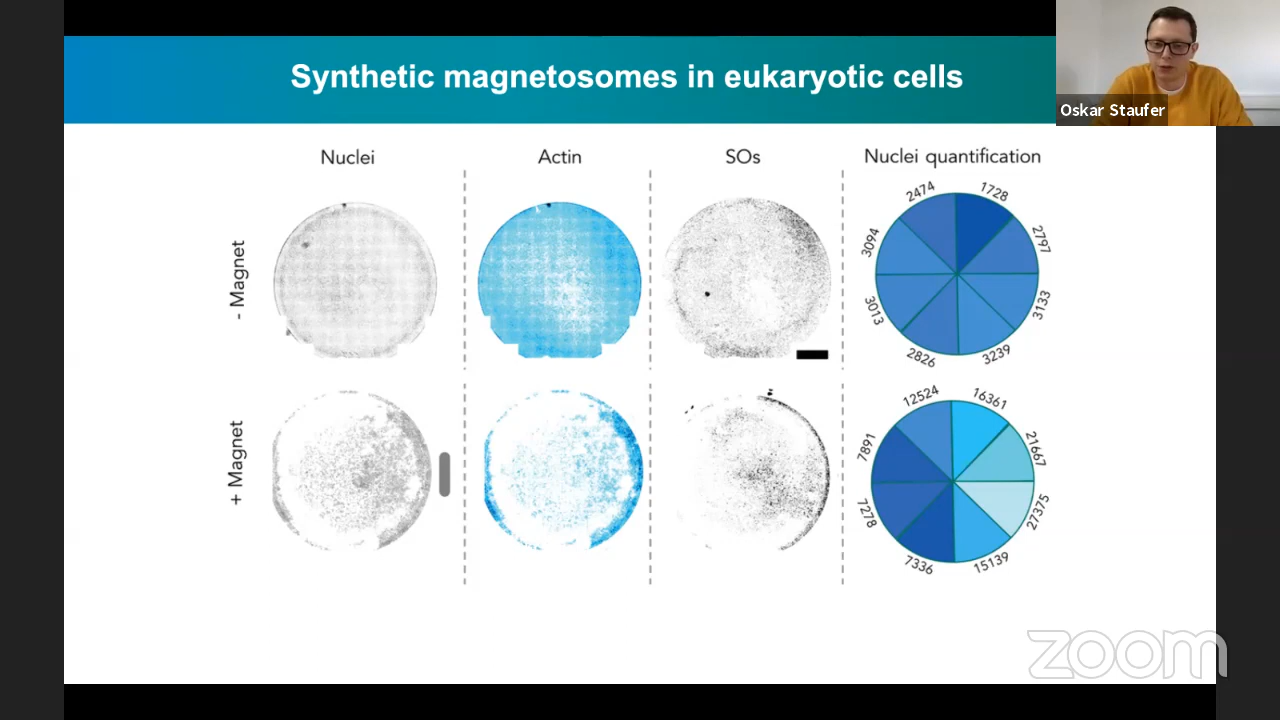 Synthetic magnetosomes in eukaryotic cells
Oskar Staufer
Nuclei
Actin
SOs
Nuclei quantification
- Magnet
2474
1728
3094
2797
3013
3133
2826
3239
+ Magnet
12524
16361
7891
21667
7278
27375
7336
15139
zoom